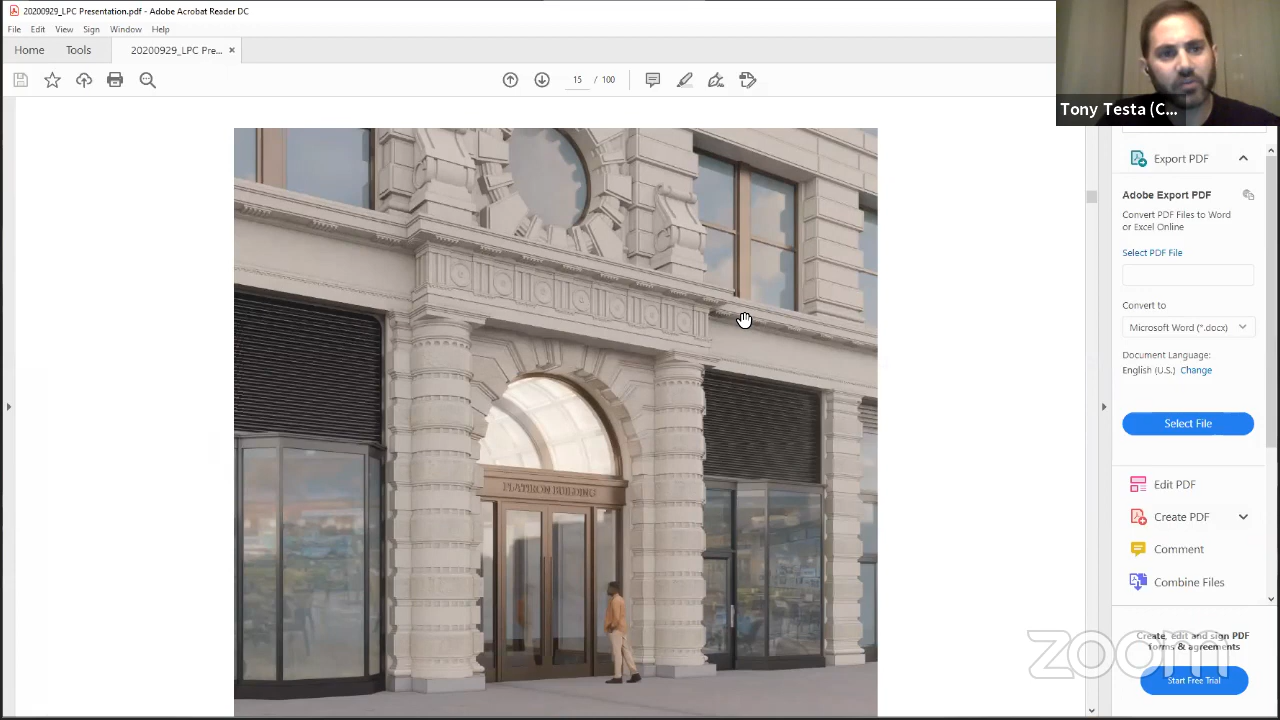 20200929_LPC Presentation.pdf - Adobe Acrobat Reader DC
File Edit View Sign Window Help
Home Tools 20200929_LPC Pre... ×
15 / 100
Tony Testa (C...
Export PDF
Adobe Export PDF
Convert PDF Files to Word
or Excel Online
Select PDF File
Convert to
Microsoft Word (*.docx)
Document Language:
English (U.S.) Change
Select File
Edit PDF
Create PDF
Comment
Combine Files
Create, edit and sign PDF
forms & agreements
Start Free Trial
FLATIRON BUILDING
zoom